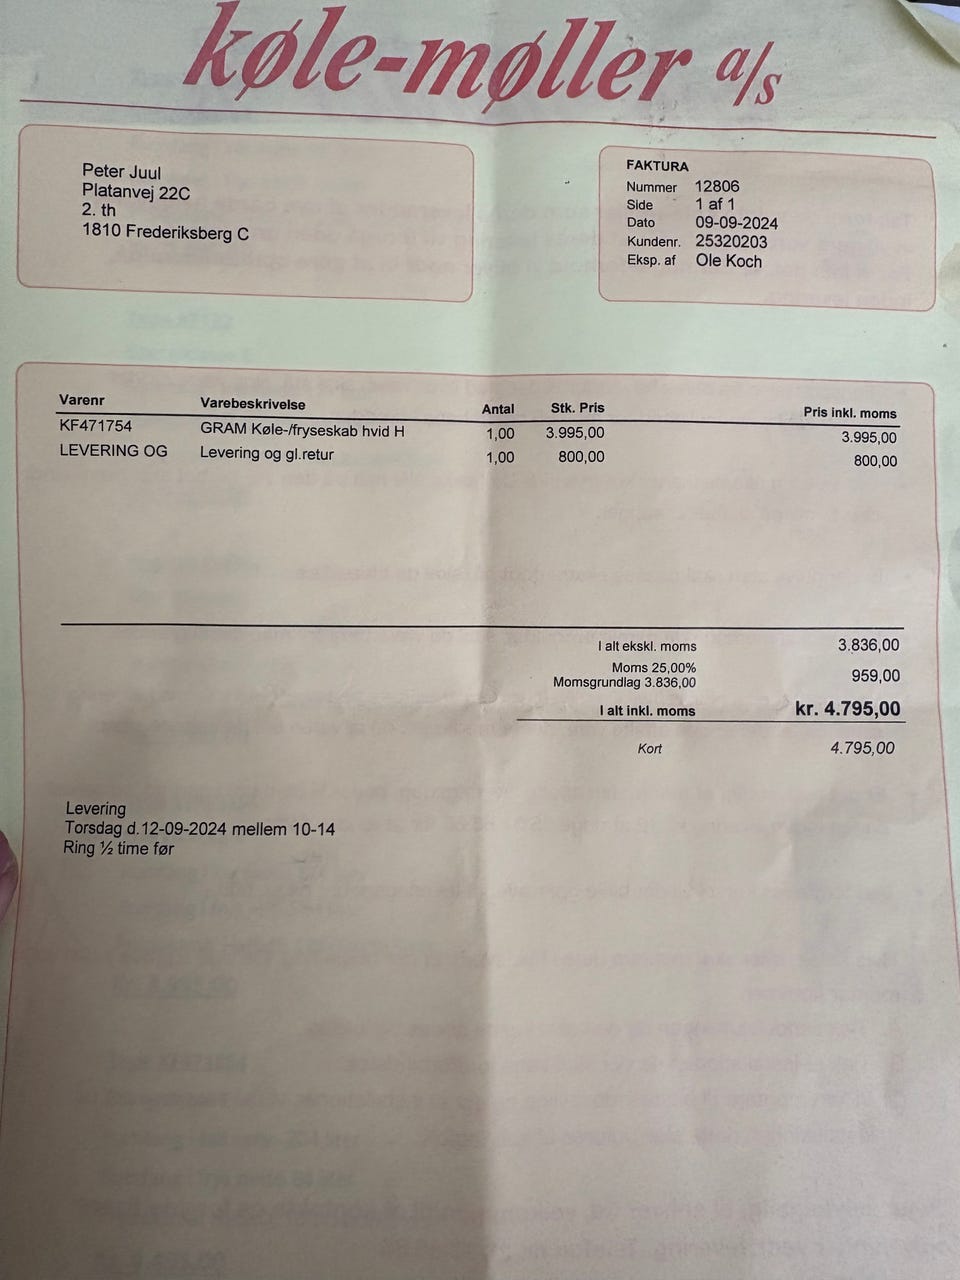 køle-møller a/s
Peter Juul
Platanvej 22C
2. th
1810 Frederiksberg C
FAKTURA
Nummer 12806
Side 1 af 1
Dato 09-09-2024
Kundenr. 25320203
Eksp. af Ole Koch
Varenr Varebeskrivelse Antal Stk. Pris Pris inkl. moms
KF471754 GRAM Køle-/fryseskab hvid H 1,00 3.995,00 3.995,00
LEVERING OG Levering og gl.retur 1,00 800,00 800,00
I alt ekskl. moms 3.836,00
Moms 25,00% 959,00
Momsgrundlag 3.836,00
I alt inkl. moms kr. 4.795,00
Kort 4.795,00
Levering
Torsdag d.12-09-2024 mellem 10-14
Ring ½ time før